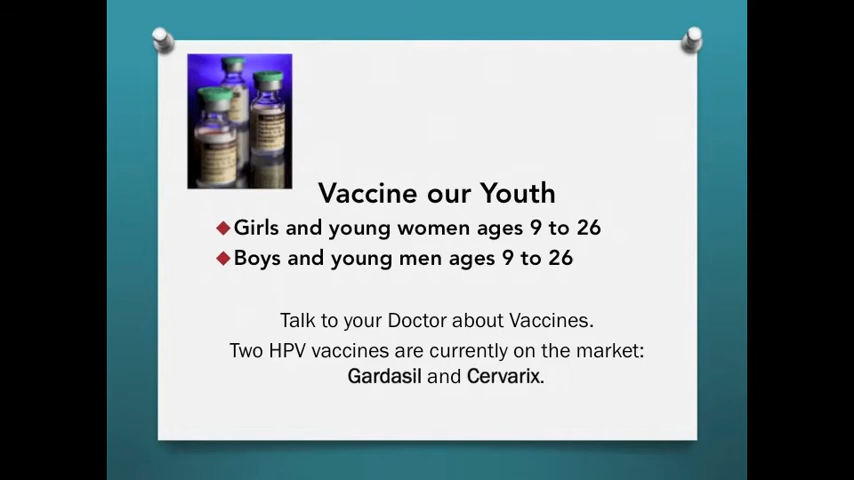 Vaccine our Youth
Girls and young women ages 9 to 26
Boys and young men ages 9 to 26
Talk to your Doctor about Vaccines.
Two HPV vaccines are currently on the market:
Gardasil and Cervarix.